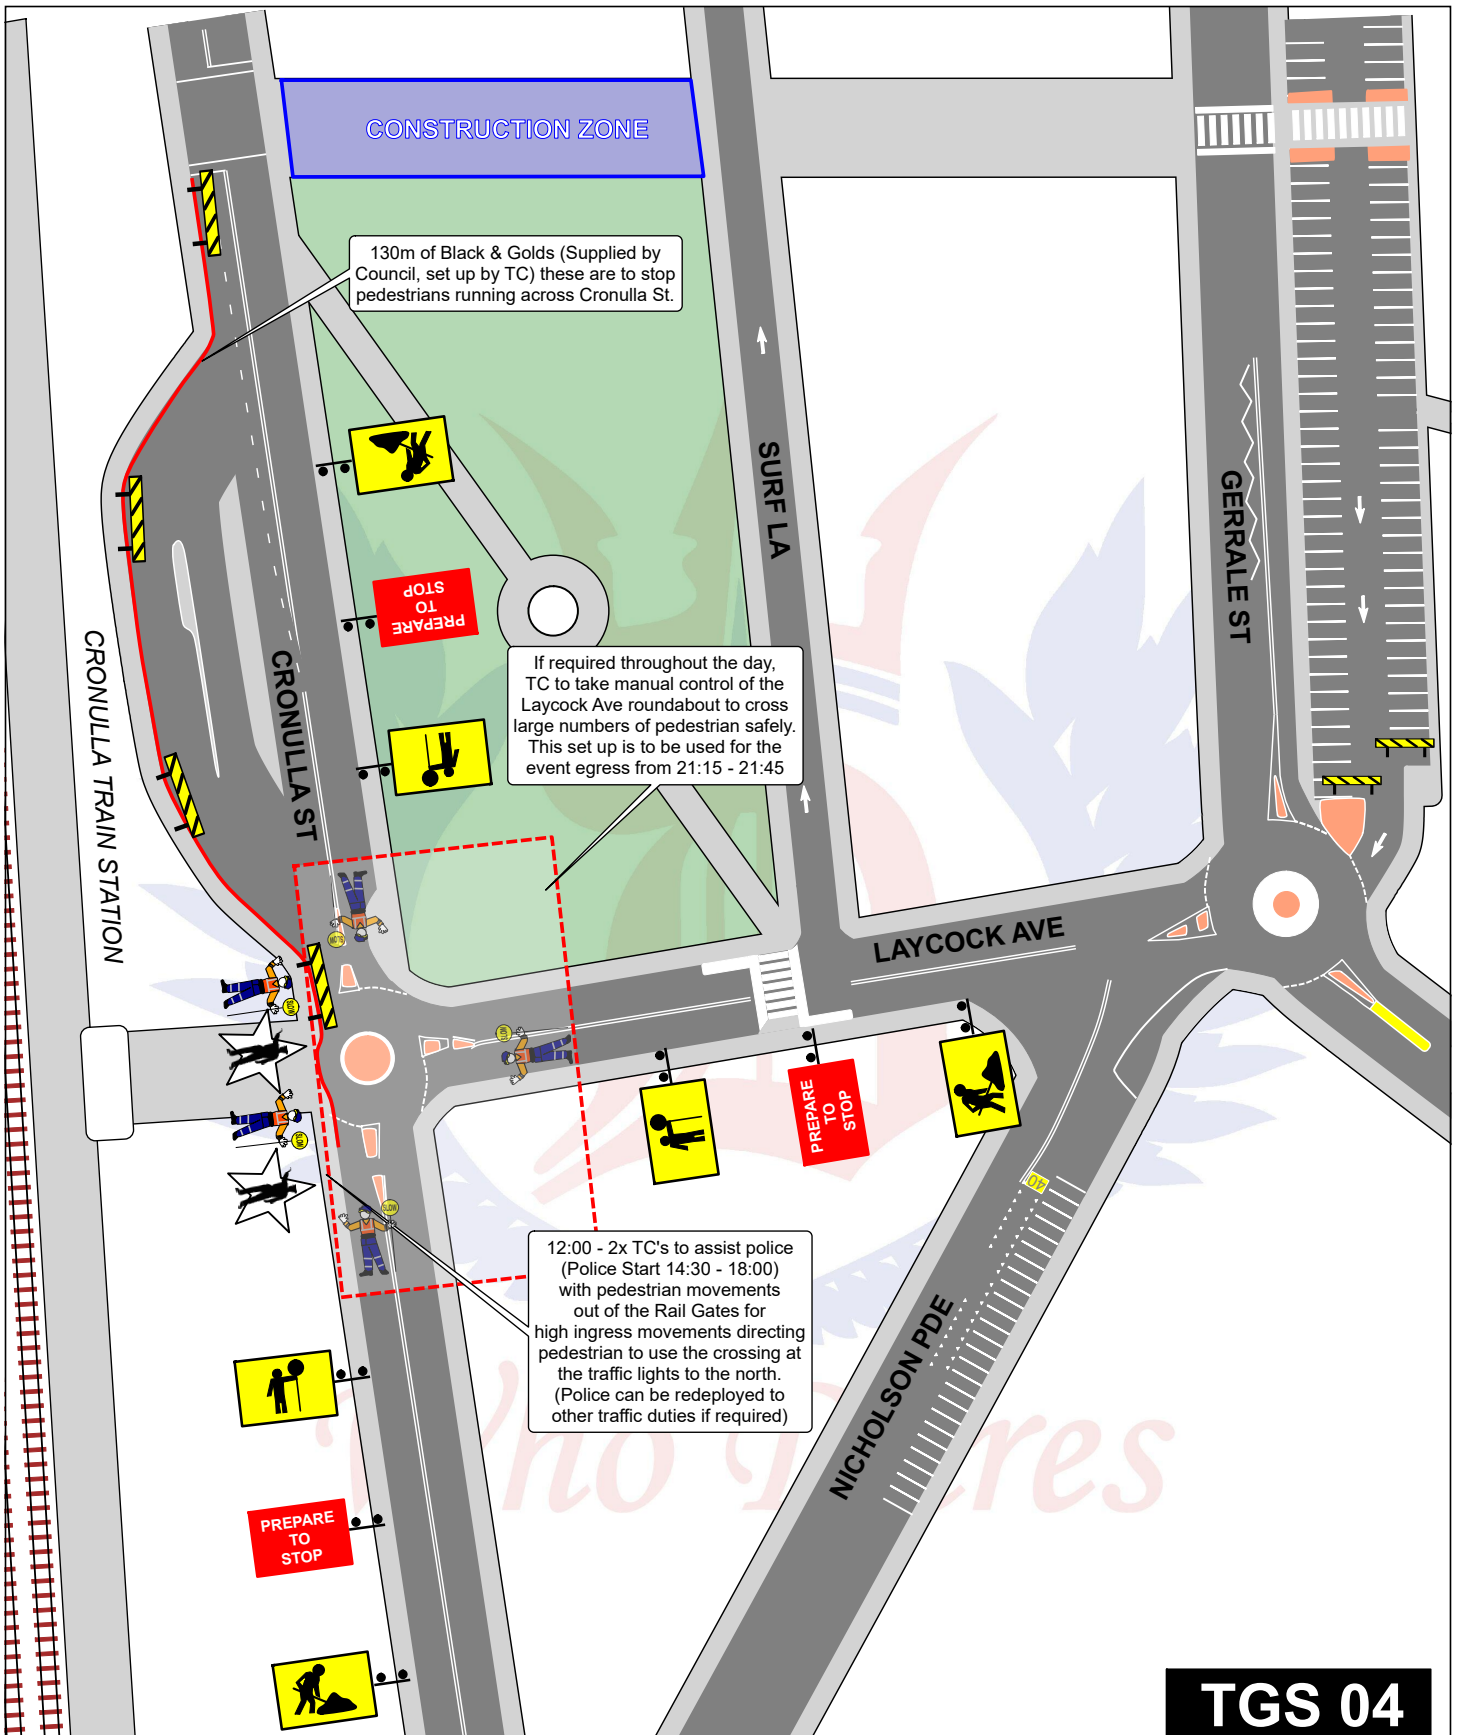 CONSTRUCTION ZONE
130m of Black & Golds (Supplied by
Council, set up by TC) these are to stop
pedestrians running across Cronulla St.
SURF LA
GERRALE ST
PREPARE
TO
STOP
CRONULLA ST
CRONULLA TRAIN STATION
If required throughout the day,
TC to take manual control of the
Laycock Ave roundabout to cross
large numbers of pedestrian safely.
This set up is to be used for the
event egress from 21:15 - 21:45
LAYCOCK AVE
SLOW
SLOW
SLOW
SLOW
PREPARE
TO
STOP
40
12:00 - 2x TC's to assist police
(Police Start 14:30 - 18:00)
with pedestrian movements
out of the Rail Gates for
high ingress movements directing
pedestrian to use the crossing at
the traffic lights to the north.
(Police can be redeployed to
other traffic duties if required)
NICHOLSON PDE
Who Dares
PREPARE
TO
STOP
TGS 04